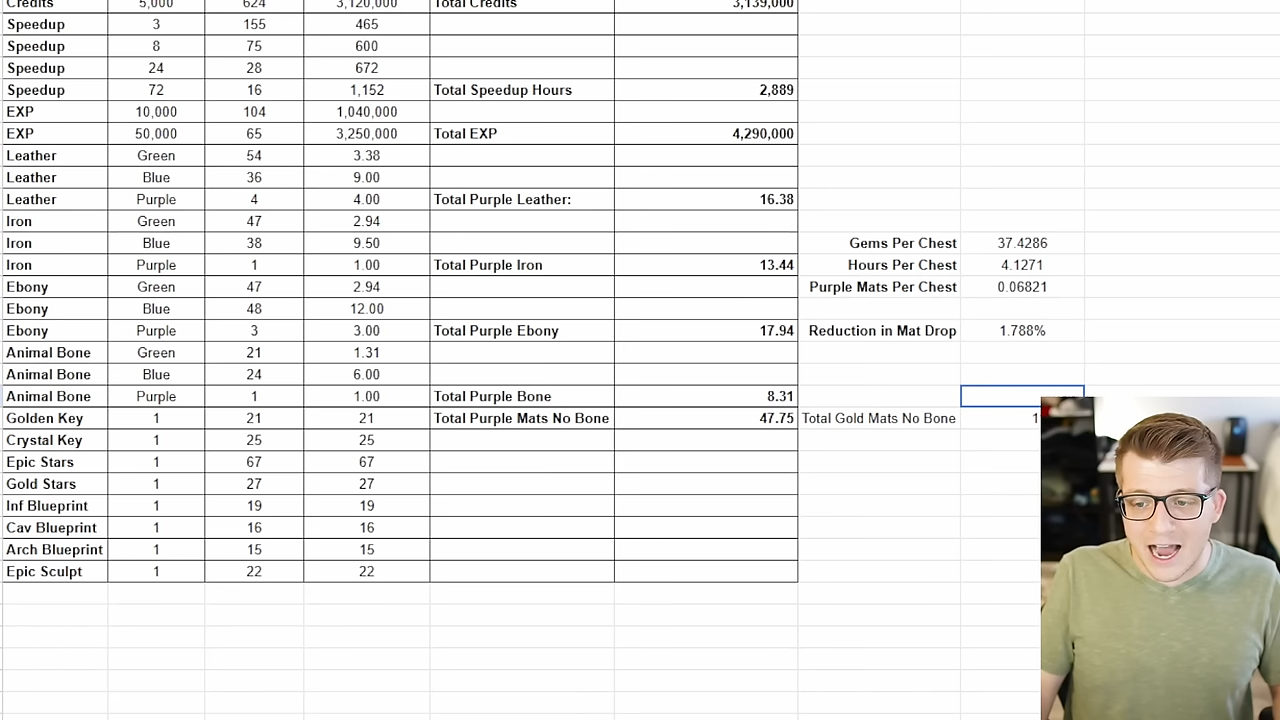 Credits 5,000 624 3,120,000 Total Credits 3,139,000
Speedup 3 155 465
Speedup 8 75 600
Speedup 24 28 672
Speedup 72 16 1,152 Total Speedup Hours 2,889
EXP 10,000 104 1,040,000
EXP 50,000 65 3,250,000 Total EXP 4,290,000
Leather Green 54 3.38
Leather Blue 36 9.00
Leather Purple 4 4.00 Total Purple Leather: 16.38
Iron Green 47 2.94
Iron Blue 38 9.50 Gems Per Chest 37.4286
Iron Purple 1 1.00 Total Purple Iron 13.44 Hours Per Chest 4.1271
Ebony Green 47 2.94 Purple Mats Per Chest 0.06821
Ebony Blue 48 12.00
Ebony Purple 3 3.00 Total Purple Ebony 17.94 Reduction in Mat Drop 1.788%
Animal Bone Green 21 1.31
Animal Bone Blue 24 6.00
Animal Bone Purple 1 1.00 Total Purple Bone 8.31
Golden Key 1 21 21 Total Purple Mats No Bone 47.75 Total Gold Mats No Bone
Crystal Key 1 25 25
Epic Stars 1 67 67
Gold Stars 1 27 27
Inf Blueprint 1 19 19
Cav Blueprint 1 16 16
Arch Blueprint 1 15 15
Epic Sculpt 1 22 22